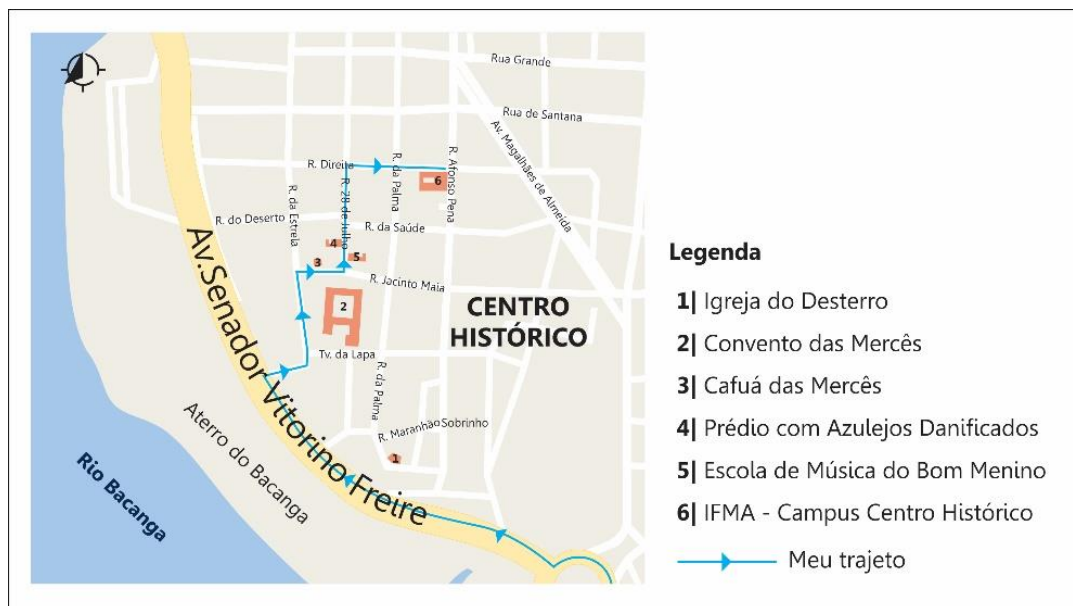 Rua Grande
Rua de Santana
Av. Magalhães de Almeida
R. Direita
R. da Palma
R. Afonso Pena
6
R. da Estrela
R. 28 de Julho
R. do Deserto
R. da Saúde
4
5
3
R. Jacinto Maia
2
CENTRO
HISTÓRICO
Tv. da Lapa
R. da Palma
R. Maranhão Sobrinho
1
Av.Senador Vitorino Freire
Aterro do Bacanga
Rio Bacanga
Legenda
1| Igreja do Desterro
2| Convento das Mercês
3| Cafuá das Mercês
4| Prédio com Azulejos Danificados
5| Escola de Música do Bom Menino
6| IFMA - Campus Centro Histórico
Meu trajeto